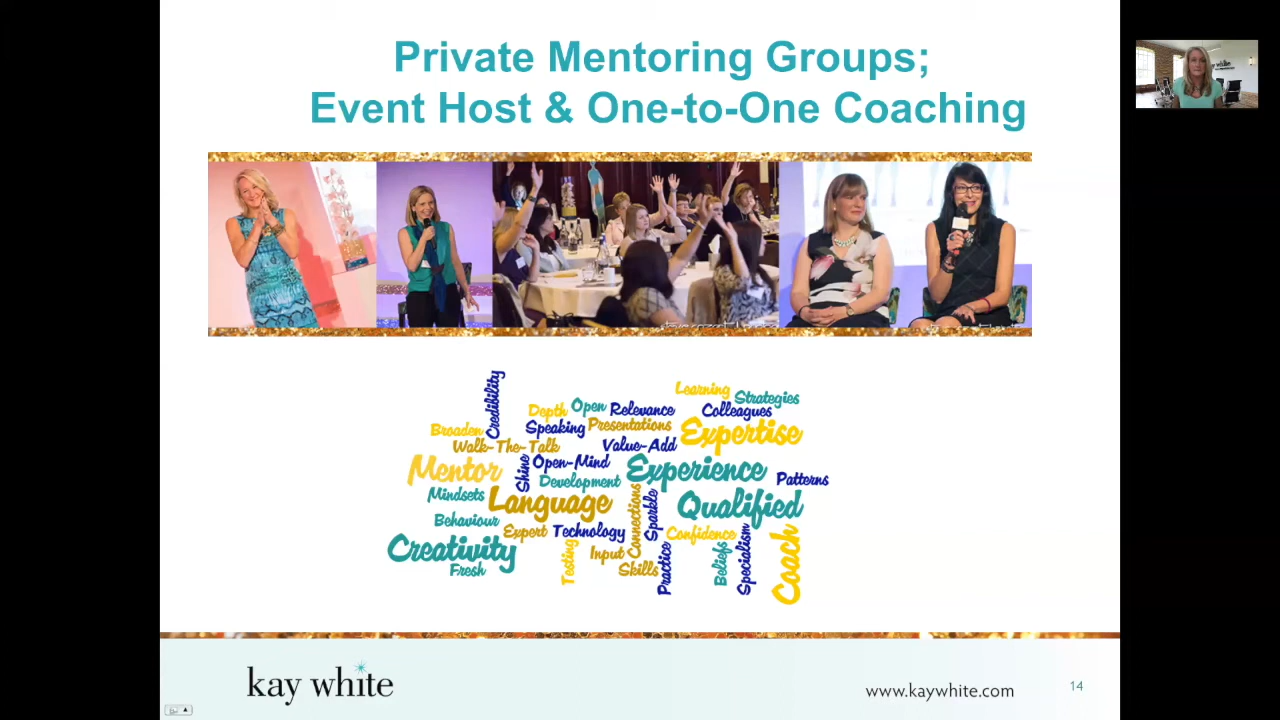 Private Mentoring Groups;
Event Host & One-to-One Coaching
Credibility
Learning
Strategies
Depth
Open
Relevance
Colleagues
Broaden
Speaking
Presentations
Expertise
Walk-The-Talk
Value-Add
Mentor
Shine
Open-Mind
Experience
Patterns
Mindsets
Development
Language
Connections
Sparkle
Qualified
Behaviour
Expert
Technology
Confidence
Creativity
Fresh
Testing
Input
Skills
Practice
Beliefs
Specialism
Coach
kay white
www.kaywhite.com
14